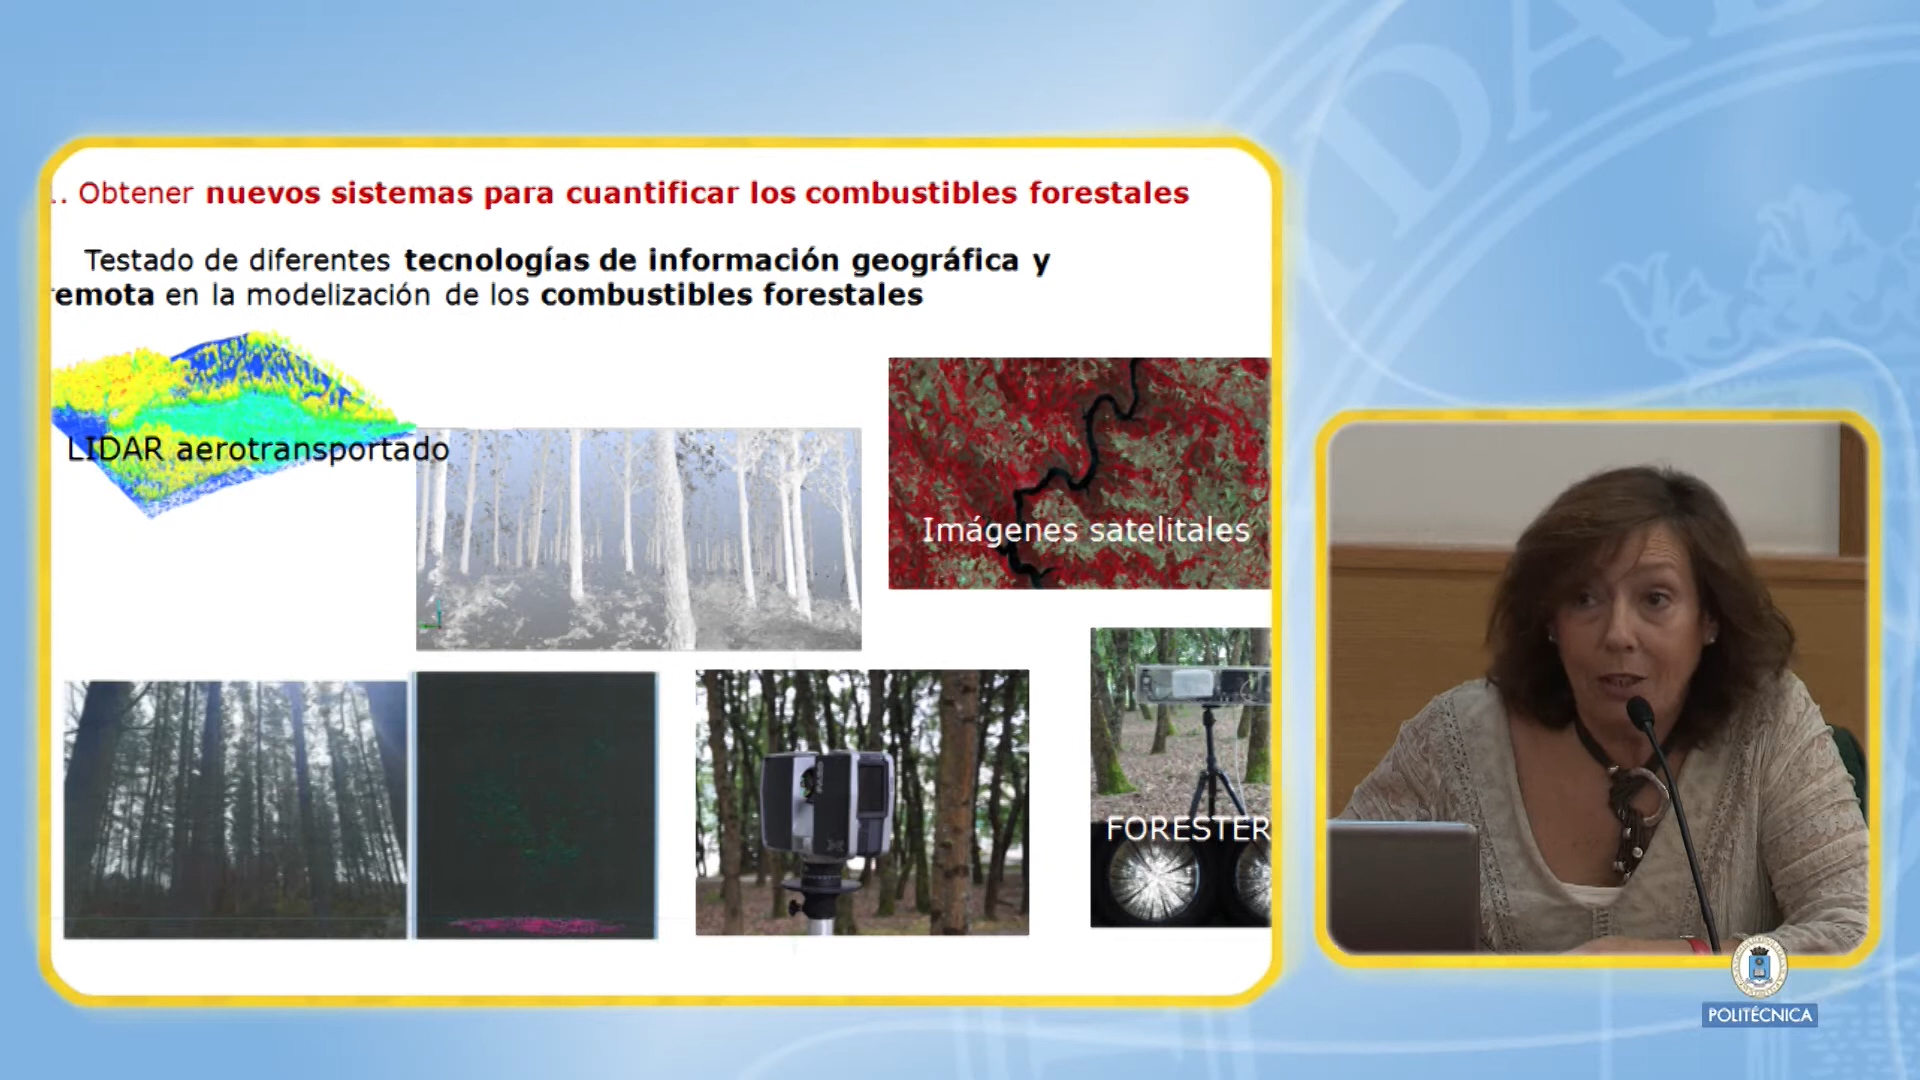 . Obtener nuevos sistemas para cuantificar los combustibles forestales
Testado de diferentes tecnologías de información geográfica y
emota en la modelización de los combustibles forestales
LIDAR aerotransportado
Imágenes satelitales
FORESTER
POLITÉCNICA